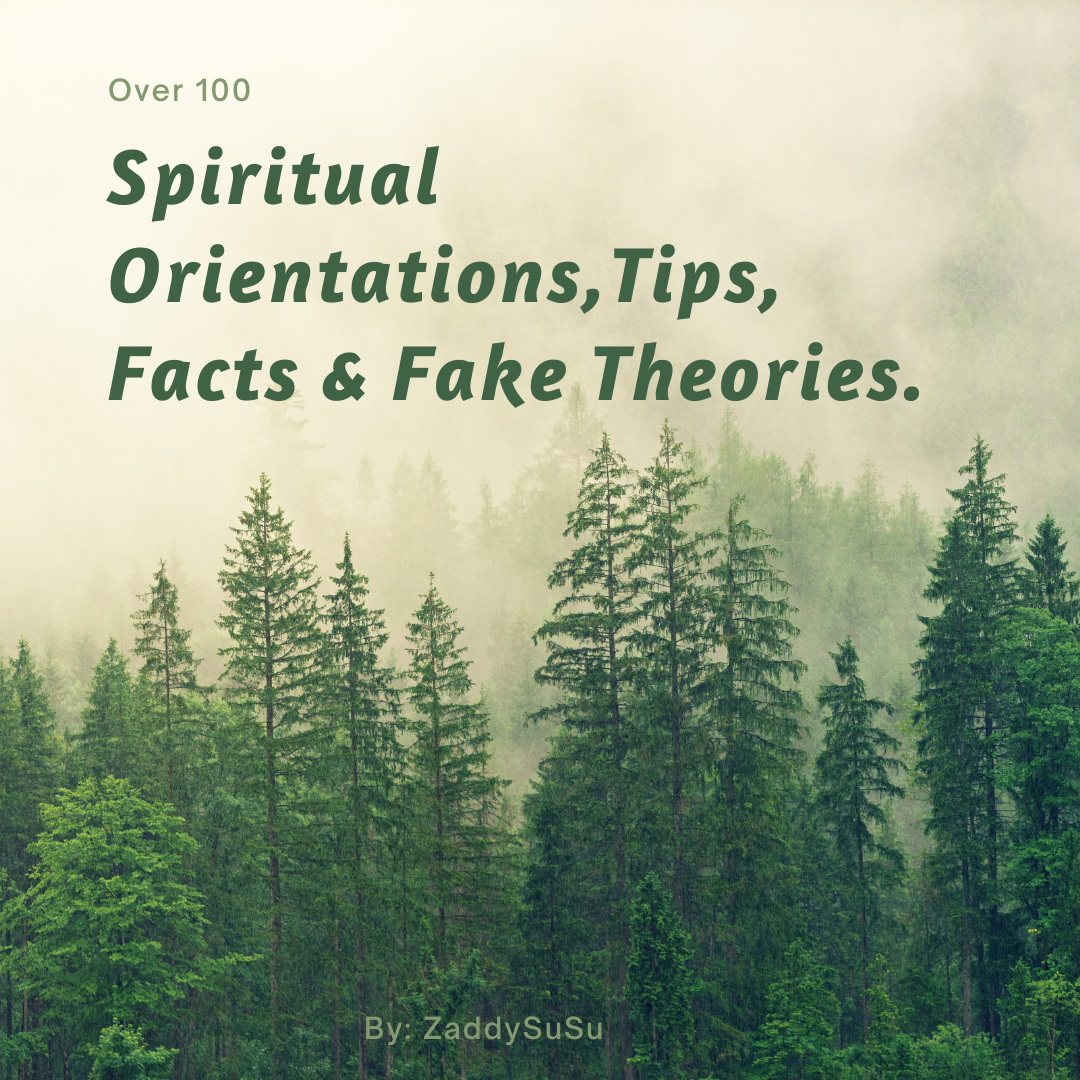 Over 100
Spiritual
Orientations,Tips,
Facts & Fake Theories.
By: ZaddySuSu